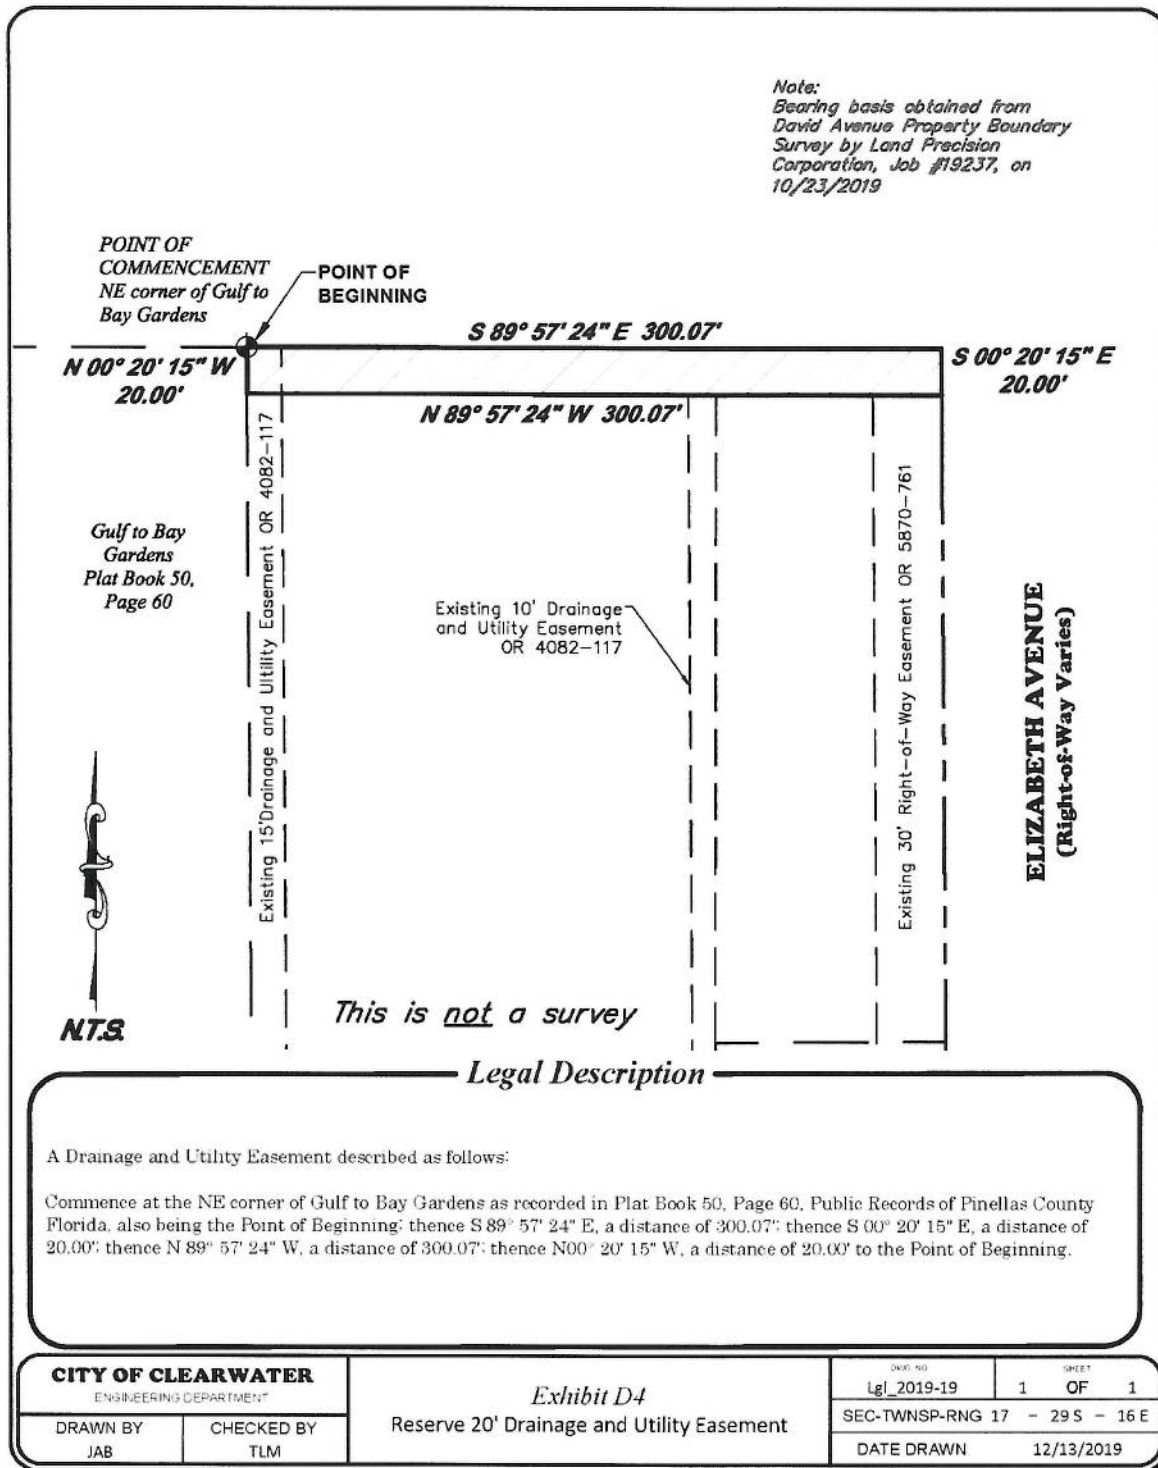 Note:
Bearing basis obtained from
David Avenue Property Boundary
Survey by Land Precision
Corporation, Job #19237, on
10/23/2019
POINT OF
COMMENCEMENT
NE corner of Gulf to
Bay Gardens
POINT OF
BEGINNING
S 89° 57' 24" E 300.07'
N 00° 20' 15" W
20.00'
S 00° 20' 15" E
20.00'
N 89° 57' 24" W 300.07'
Existing 15'Drainage and Ultility Easement OR 4082-117
Gulf to Bay
Gardens
Plat Book 50,
Page 60
Existing 10' Drainage
and Utility Easement
OR 4082-117
Existing 30' Right-of-Way Easement OR 5870-761
ELIZABETH AVENUE
(Right-of-Way Varies)
N.T.S.
This is not a survey
Legal Description
A Drainage and Utility Easement described as follows:
Commence at the NE corner of Gulf to Bay Gardens as recorded in Plat Book 50, Page 60, Public Records of Pinellas County
Florida, also being the Point of Beginning; thence S 89° 57' 24" E, a distance of 300.07'; thence S 00° 20' 15" E, a distance of
20.00'; thence N 89° 57' 24" W, a distance of 300.07'; thence N00° 20' 15" W, a distance of 20.00' to the Point of Beginning.
CITY OF CLEARWATER
ENGINEERING DEPARTMENT
DRAWN BY
JAB
CHECKED BY
TLM
Exhibit D4
Reserve 20' Drainage and Utility Easement
DWG NO
Lgl_2019-19
SHEET
1 OF 1
SEC-TWNSP-RNG 17 - 29 S - 16 E
DATE DRAWN 12/13/2019